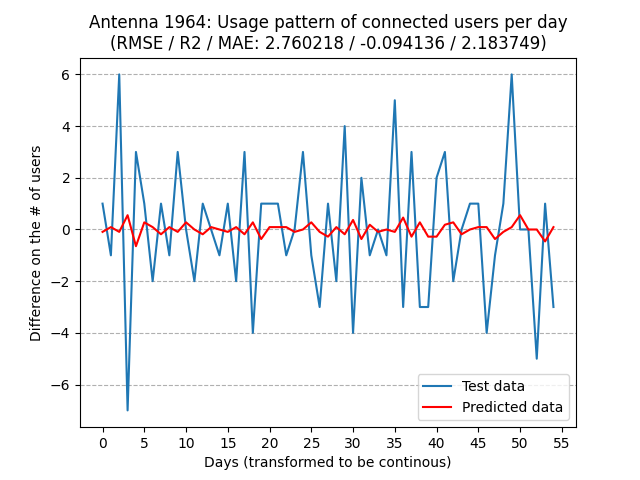 Antenna 1964: Usage pattern of connected users per day
(RMSE / R2 / MAE: 2.760218 / -0.094136 / 2.183749)
Difference on the # of users
6
4
2
0
−2
−4
−6
Test data
Predicted data
0 5 10 15 20 25 30 35 40 45 50 55
Days (transformed to be continous)